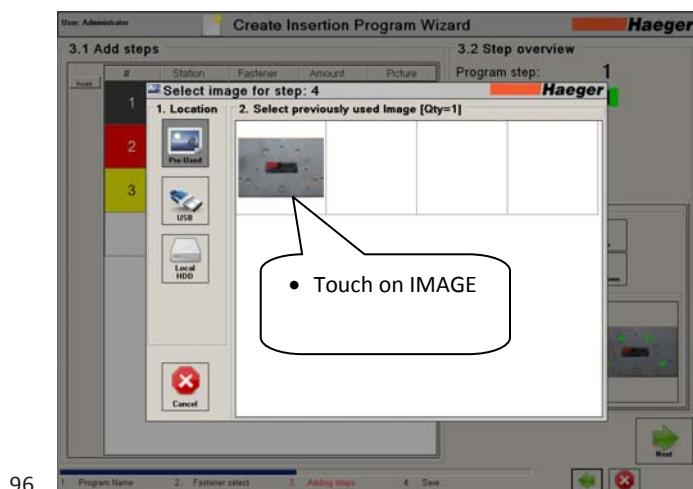 User: Administrator
Create Insertion Program Wizard
Haeger
3.1 Add steps
3.2 Step overview
Insert
# Station Fastener Amount Picture
Program step: 1
1
2
3
Select image for step: 4
Haeger
1. Location
2. Select previously used Image [Qty=1]
Pre-Used
USB
Local
HDD
Cancel
• Touch on IMAGE
Next
1. Program Name 2. Fastener select 3. Adding steps 4. Save
96